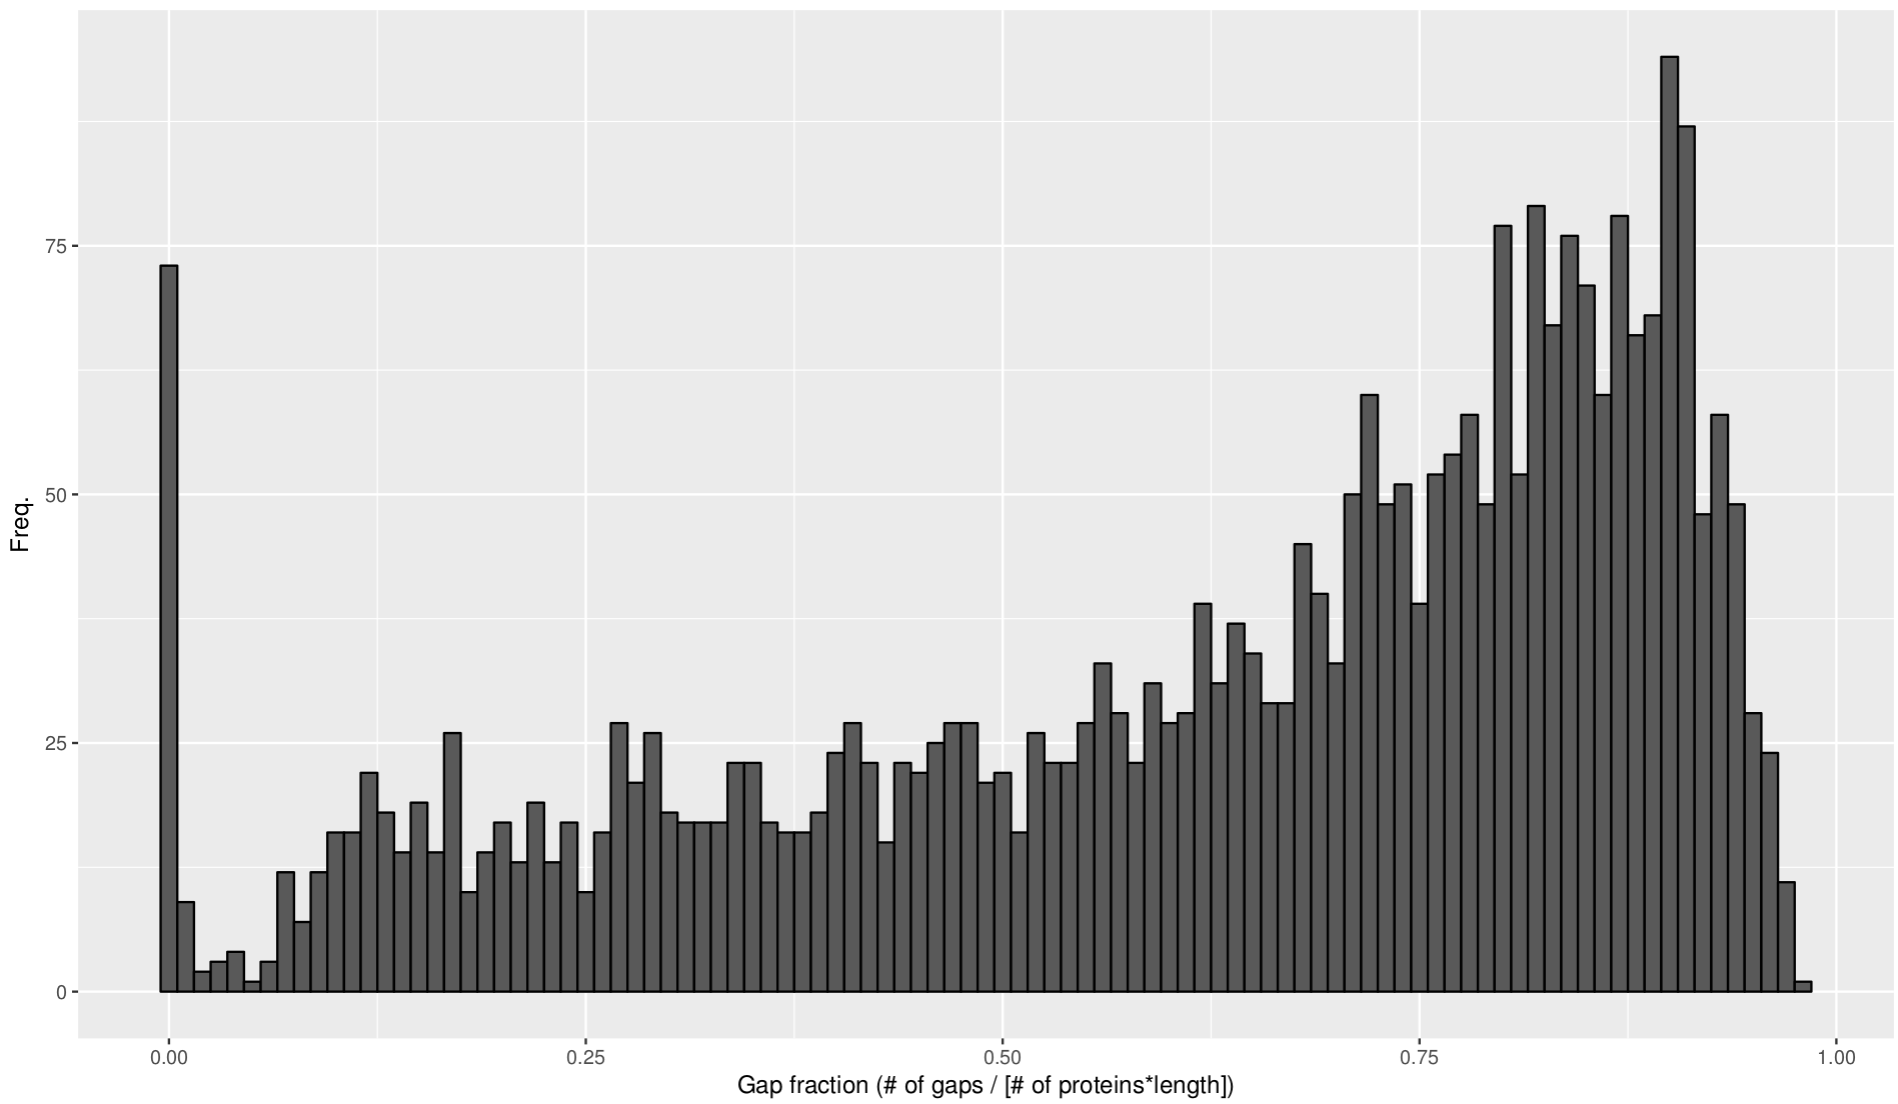 75
50
25
0
Freq.
0.00 0.25 0.50 0.75 1.00
Gap fraction (# of gaps / [# of proteins*length])